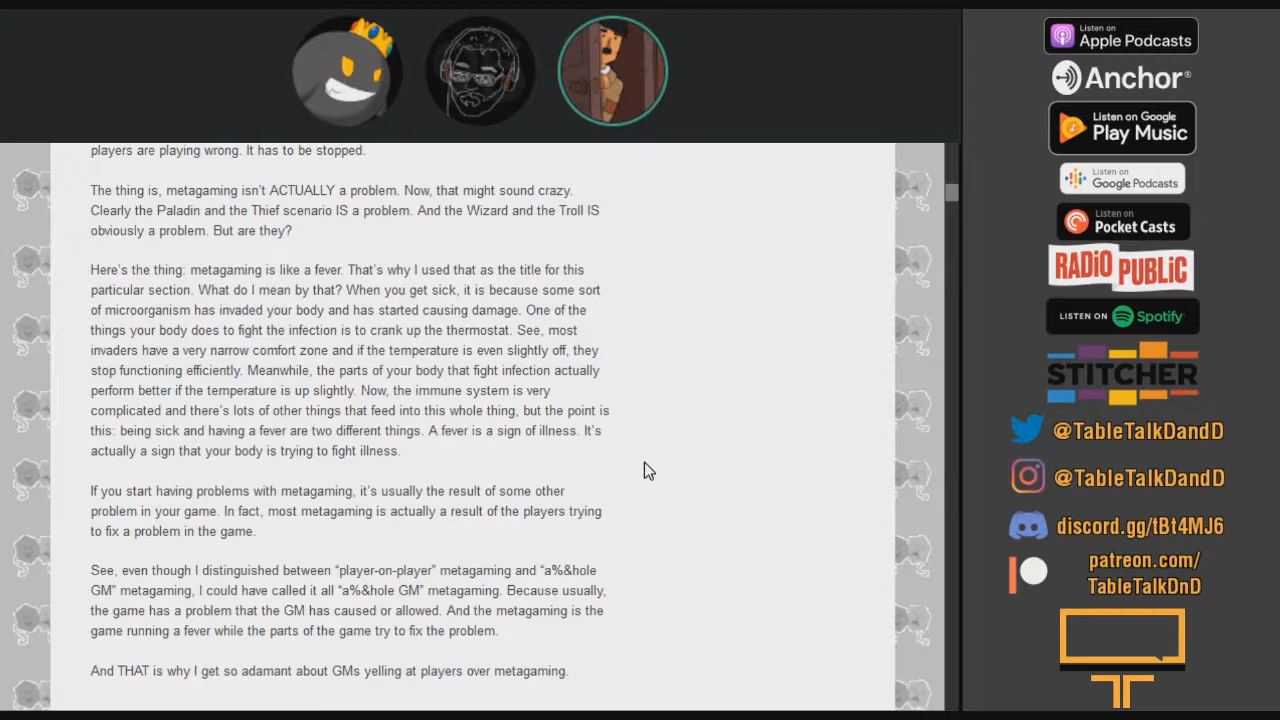 players are playing wrong. It has to be stopped.
The thing is, metagaming isn't ACTUALLY a problem. Now, that might sound crazy.
Clearly the Paladin and the Thief scenario IS a problem. And the Wizard and the Troll IS
obviously a problem. But are they?
Here's the thing: metagaming is like a fever. That's why I used that as the title for this
particular section. What do I mean by that? When you get sick, it is because some sort
of microorganism has invaded your body and has started causing damage. One of the
things your body does to fight the infection is to crank up the thermostat. See, most
invaders have a very narrow comfort zone and if the temperature is even slightly off, they
stop functioning efficiently. Meanwhile, the parts of your body that fight infection actually
perform better if the temperature is up slightly. Now, the immune system is very
complicated and there's lots of other things that feed into this whole thing, but the point is
this: being sick and having a fever are two different things. A fever is a sign of illness. It's
actually a sign that your body is trying to fight illness.
If you start having problems with metagaming, it's usually the result of some other
problem in your game. In fact, most metagaming is actually a result of the players trying
to fix a problem in the game.
See, even though I distinguished between “player-on-player” metagaming and “a%&hole
GM” metagaming, I could have called it all “a%&hole GM” metagaming. Because usually,
the game has a problem that the GM has caused or allowed. And the metagaming is the
game running a fever while the parts of the game try to fix the problem.
And THAT is why I get so adamant about GMs yelling at players over metagaming.
Listen on
Apple Podcasts
Anchor®
Listen on Google
Play Music
Listen on
Google Podcasts
Listen on
Pocket Casts
RADiO PUBLiC
LISTEN ON Spotify
STITCHER
@TableTalkDandD
@TableTalkDandD
discord.gg/tBt4MJ6
patreon.com/
TableTalkDnD